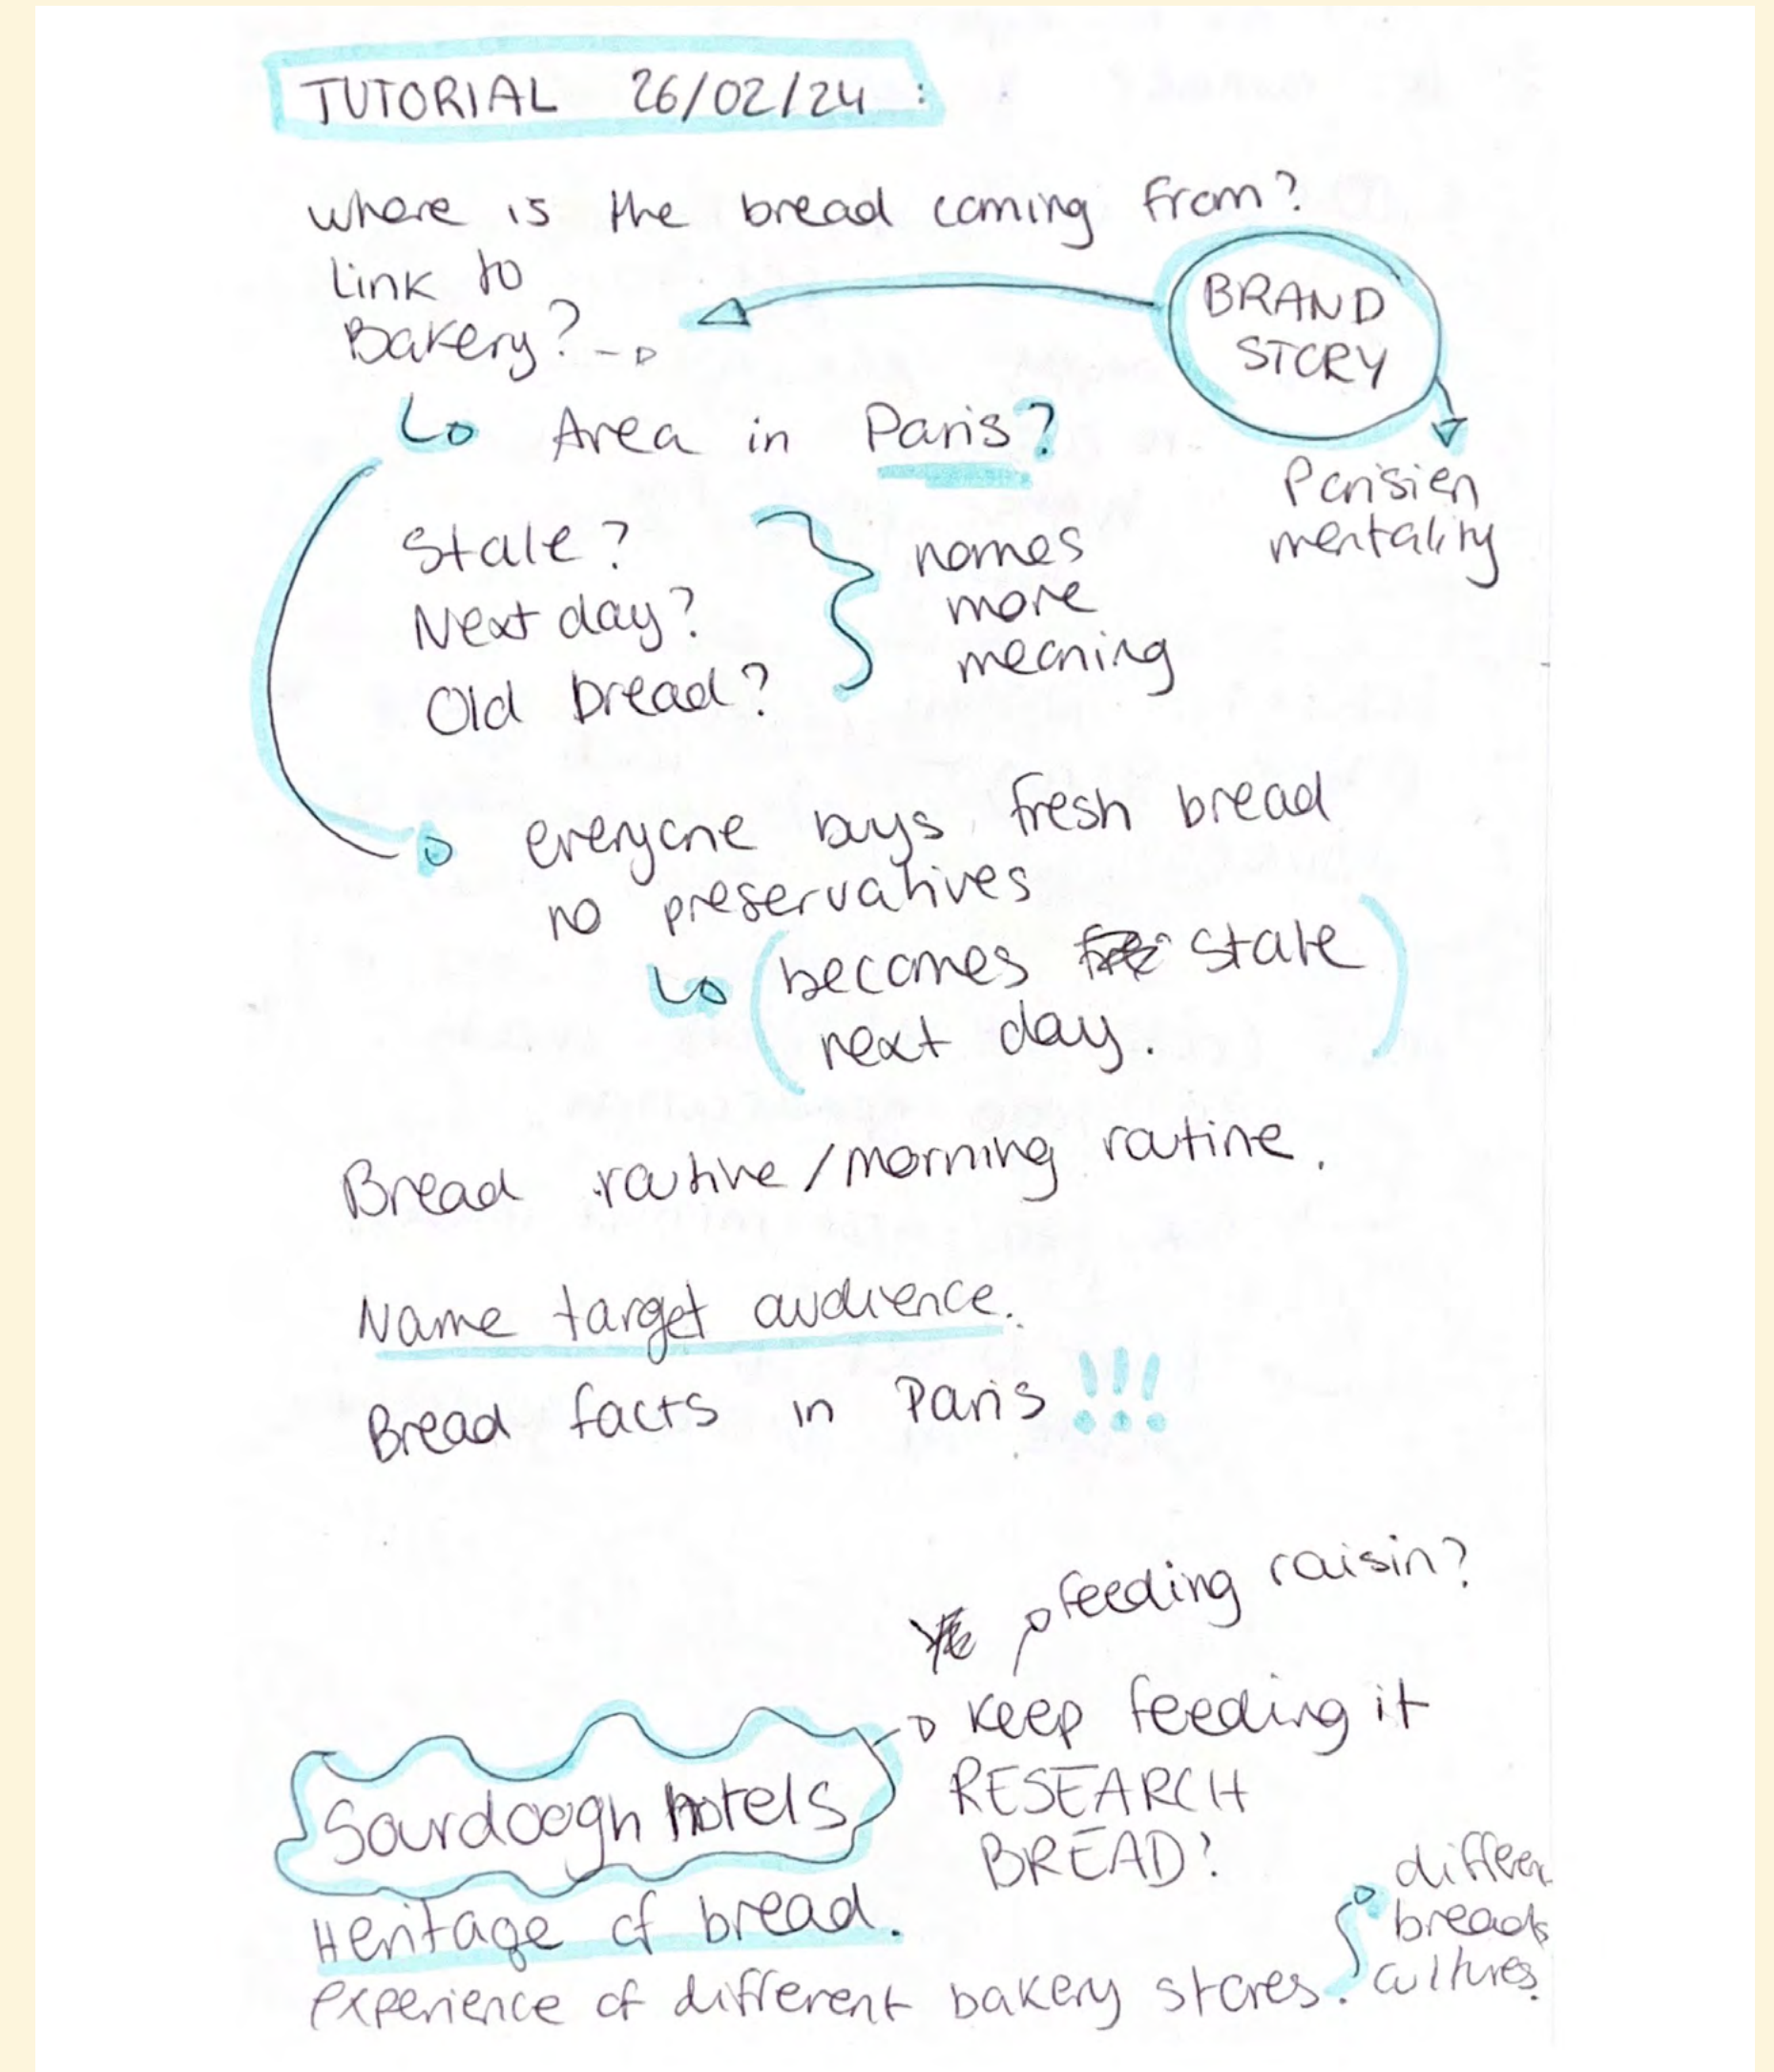 TUTORIAL 26/02/24 :
where is the bread coming from?
Link to
Bakery?
BRAND
STORY
Area in Paris?
Parisien
mentality
Stale?
Next day?
Old bread?
names
more
meaning
everyone buys fresh bread
no preservatives
(becomes stale
next day.)
Bread routine/morning routine.
Name target audience.
Bread facts in Paris !!!
feeding raisin?
keep feeding it
RESEARCH
BREAD?
Sourdough hotels
Heritage of bread.
experience of different bakery stores.
differen
breads
cultures.